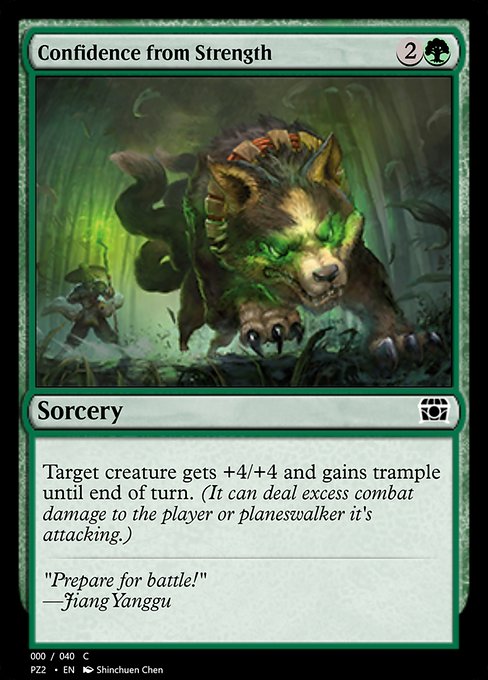 Confidence from Strength 2
Sorcery
Target creature gets +4/+4 and gains trample
until end of turn. (It can deal excess combat
damage to the player or planeswalker it's
attacking.)
"Prepare for battle!"
—Jiang Yanggu
000 / 040 C
PZ2 • EN Shinchuen Chen